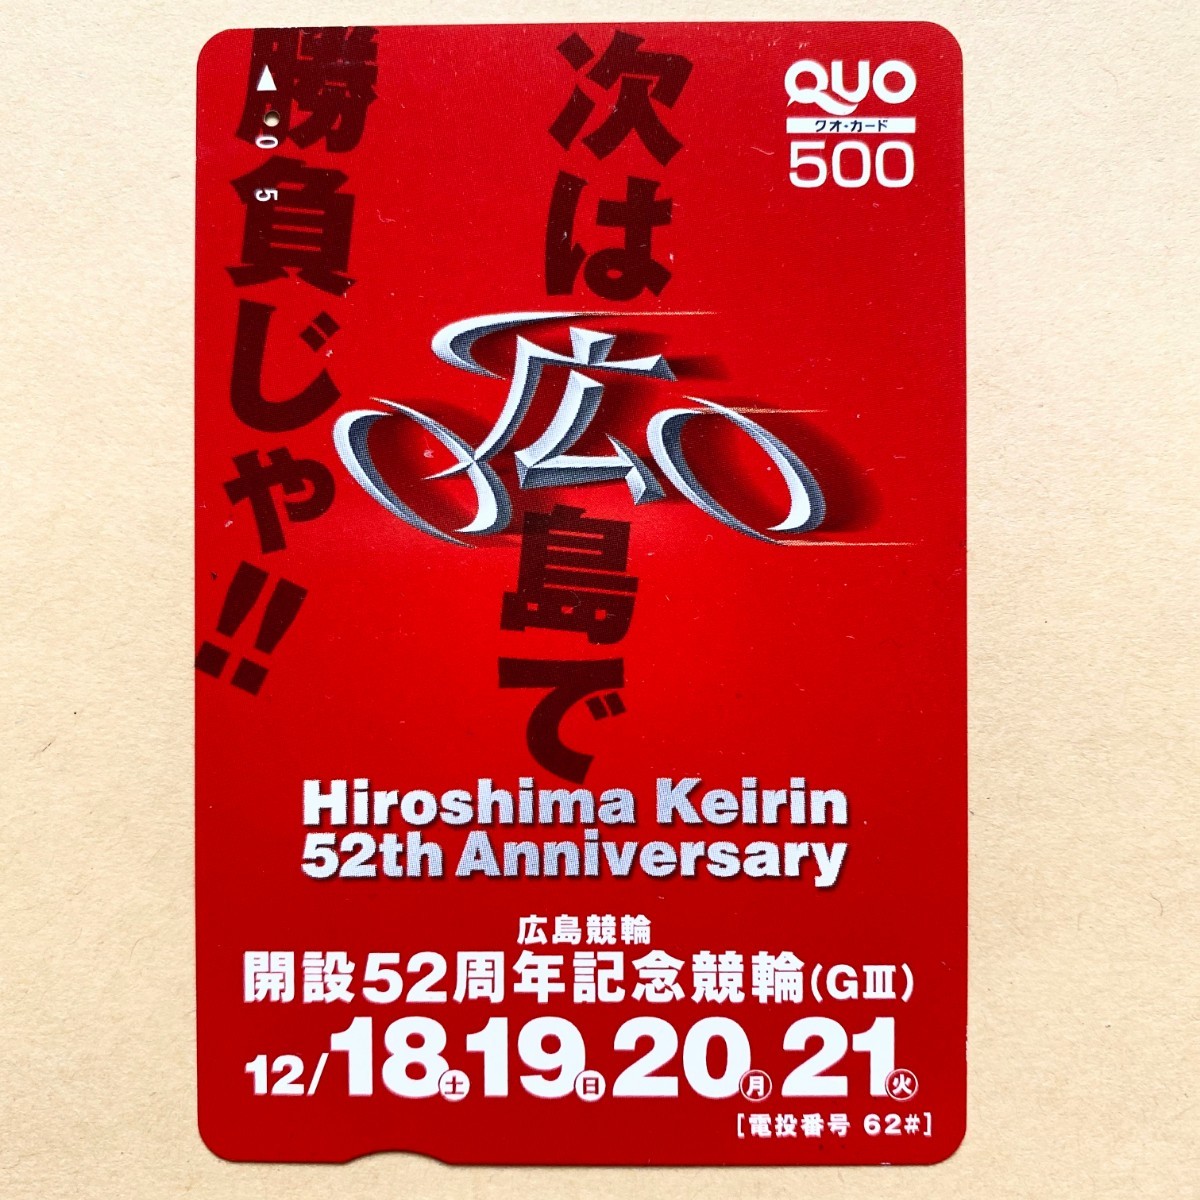 QUO
クオ・カード
500
0 5
次は広島で
勝負じゃ!!
Hiroshima Keirin
52th Anniversary
広島競輪
開設52周年記念競輪(GⅢ)
12/18土19日20月21火
[電投番号 62#]